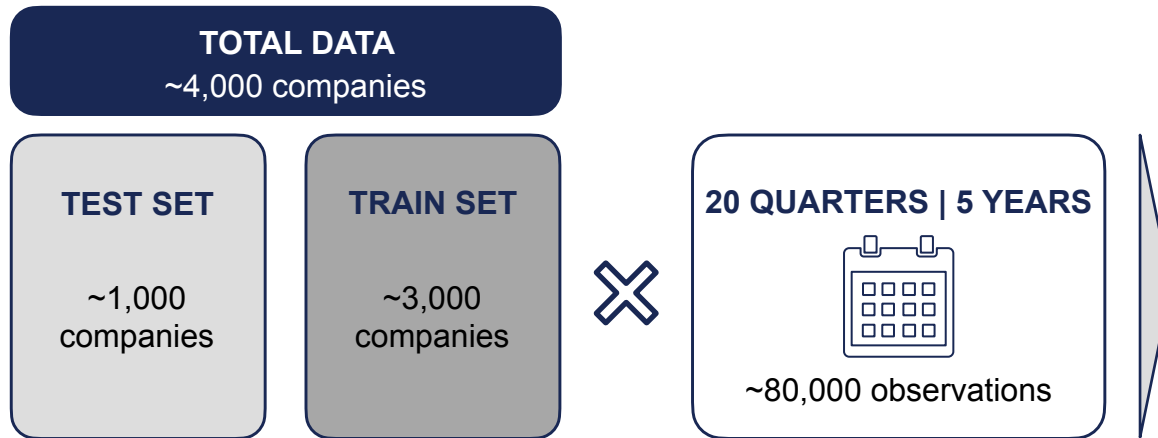 TOTAL DATA
~4,000 companies
TEST SET
~1,000
companies
TRAIN SET
~3,000
companies
20 QUARTERS | 5 YEARS
~80,000 observations